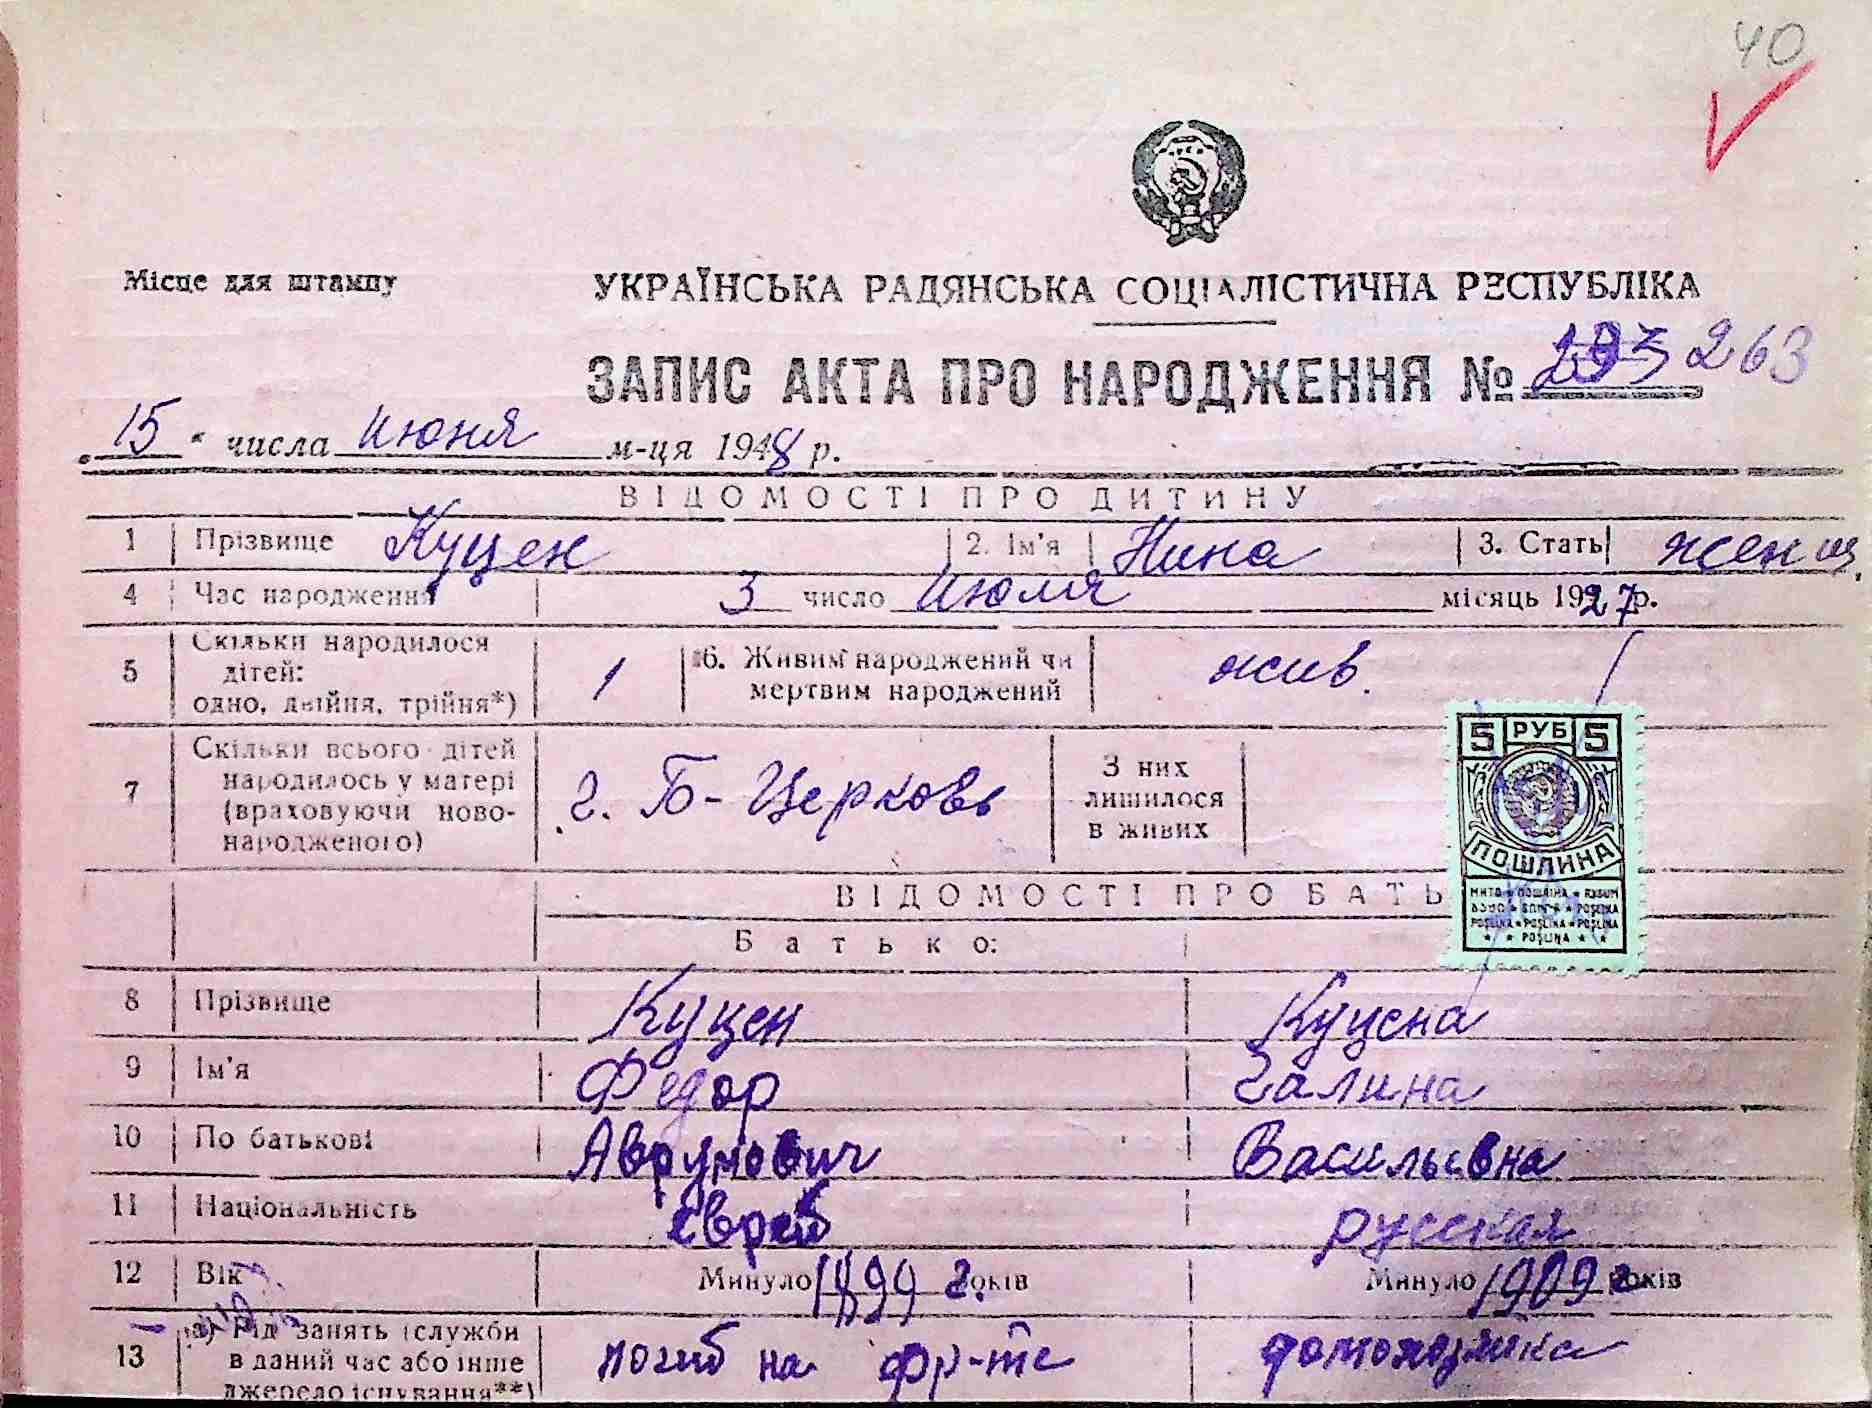 40
Місце для штампу
УКРАЇНСЬКА РАДЯНСЬКА СОЦІАЛІСТИЧНА РЕСПУБЛІКА
ЗАПИС АКТА ПРО НАРОДЖЕННЯ № 263
15 " числа июня м-ця 1948 р.
ВІДОМОСТІ ПРО ДИТИНУ
1 Прізвище Куцен 2. Ім'я Нина 3. Стать женщ.
4 Час народження 3 число июля місяць 1927 р.
5 Скільки народилося дітей: одно, двійня, трійня*) 1 6. Живим народжений чи мертвим народжений жив.
7 Скільки всього дітей народилось у матері (враховуючи новонародженого) г. Б-Церковь З них лишилося в живих
5 РУБ 5
ПОШЛИНА
ВІДОМОСТІ ПРО БАТЬ
Батько:
8 Прізвище Куцен Куцена
9 Ім'я Федор Галина
10 По батькові Аврумович Васильевна
11 Національність еврей русская
12 Вік Минуло 1899 г. років Минуло 1909 г років
13 а) Рід занять (служби в даний час або інше джерело існування**) погиб на фр-те домохозяйка